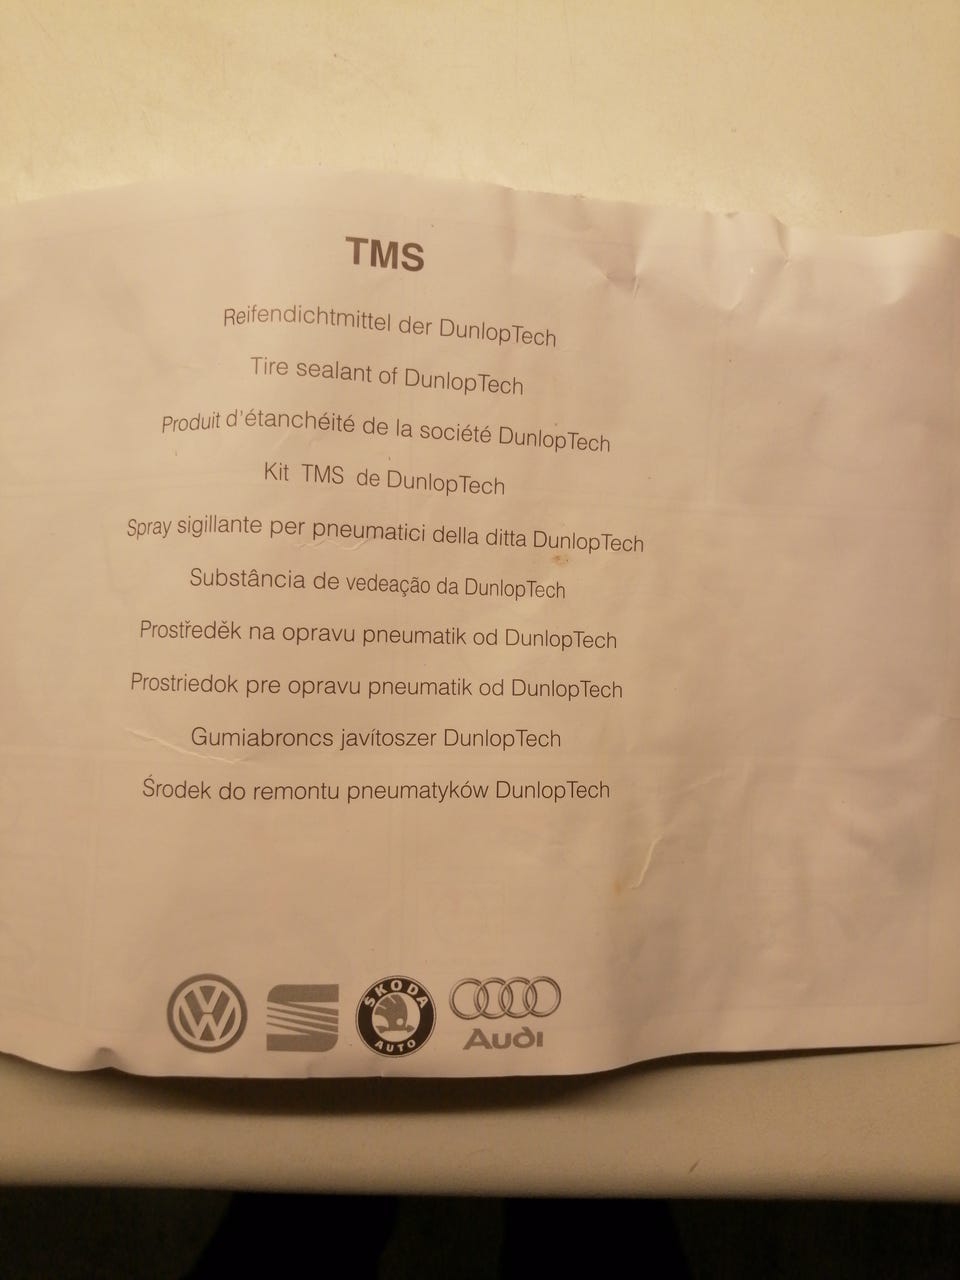 TMS
Reifendichtmittel der DunlopTech
Tire sealant of DunlopTech
Produit d'étanchéité de la société DunlopTech
Kit TMS de DunlopTech
Spray sigillante per pneumatici della ditta DunlopTech
Substância de vedeação da DunlopTech
Prostředěk na opravu pneumatik od DunlopTech
Prostriedok pre opravu pneumatik od DunlopTech
Gumiabroncs javítoszer DunlopTech
Środek do remontu pneumatyków DunlopTech
VW
ŠKODA
AUTO
Audi